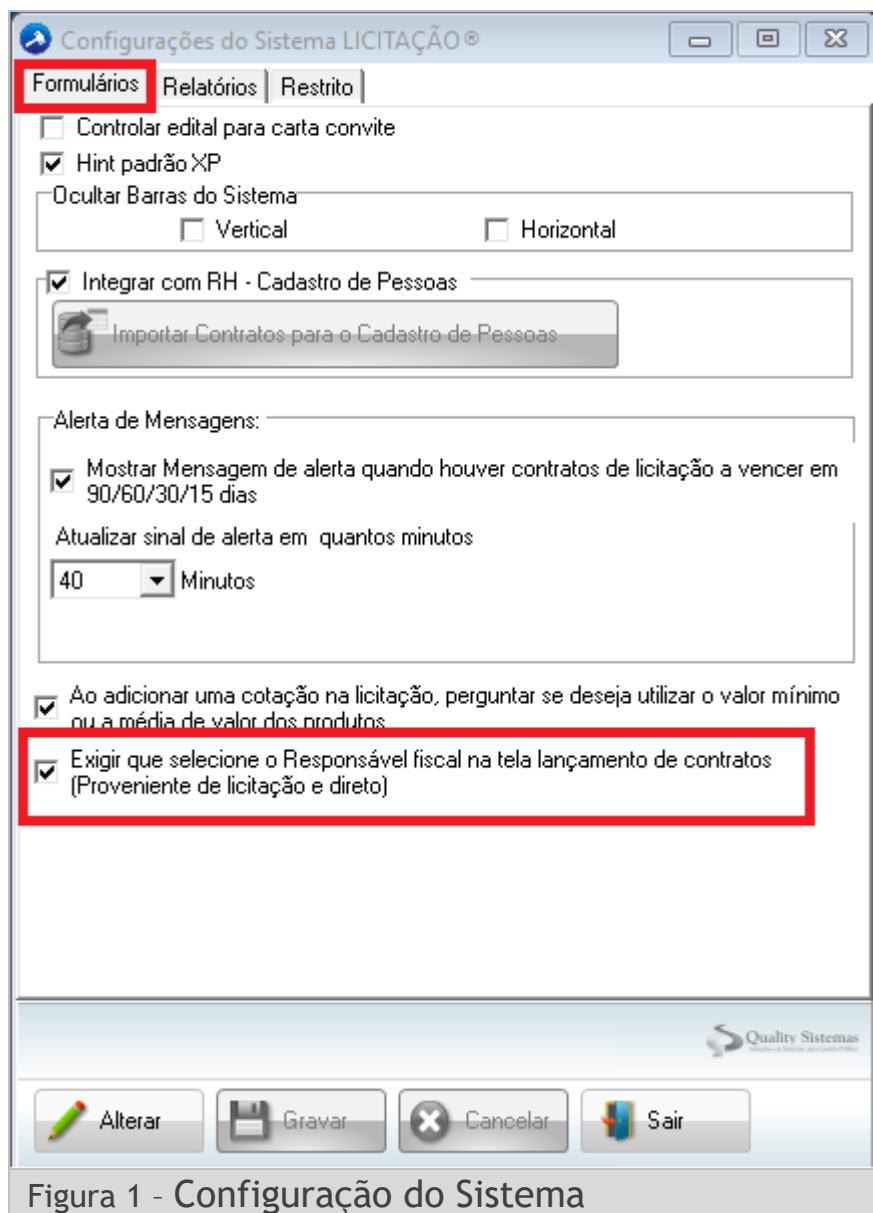 Configurações do Sistema LICITAÇÃO®
Formulários Relatórios Restrito
Controlar edital para carta convite
Hint padrão XP
Ocultar Barras do Sistema
Vertical Horizontal
Integrar com RH - Cadastro de Pessoas
Importar Contratos para o Cadastro de Pessoas
Alerta de Mensagens:
Mostrar Mensagem de alerta quando houver contratos de licitação a vencer em
90/60/30/15 dias
Atualizar sinal de alerta em quantos minutos
40 Minutos
Ao adicionar uma cotação na licitação, perguntar se deseja utilizar o valor mínimo
ou a média de valor dos produtos
Exigir que selecione o Responsável fiscal na tela lançamento de contratos
(Proveniente de licitação e direto)
Quality Sistemas
Alterar Gravar Cancelar Sair
Figura 1 – Configuração do Sistema